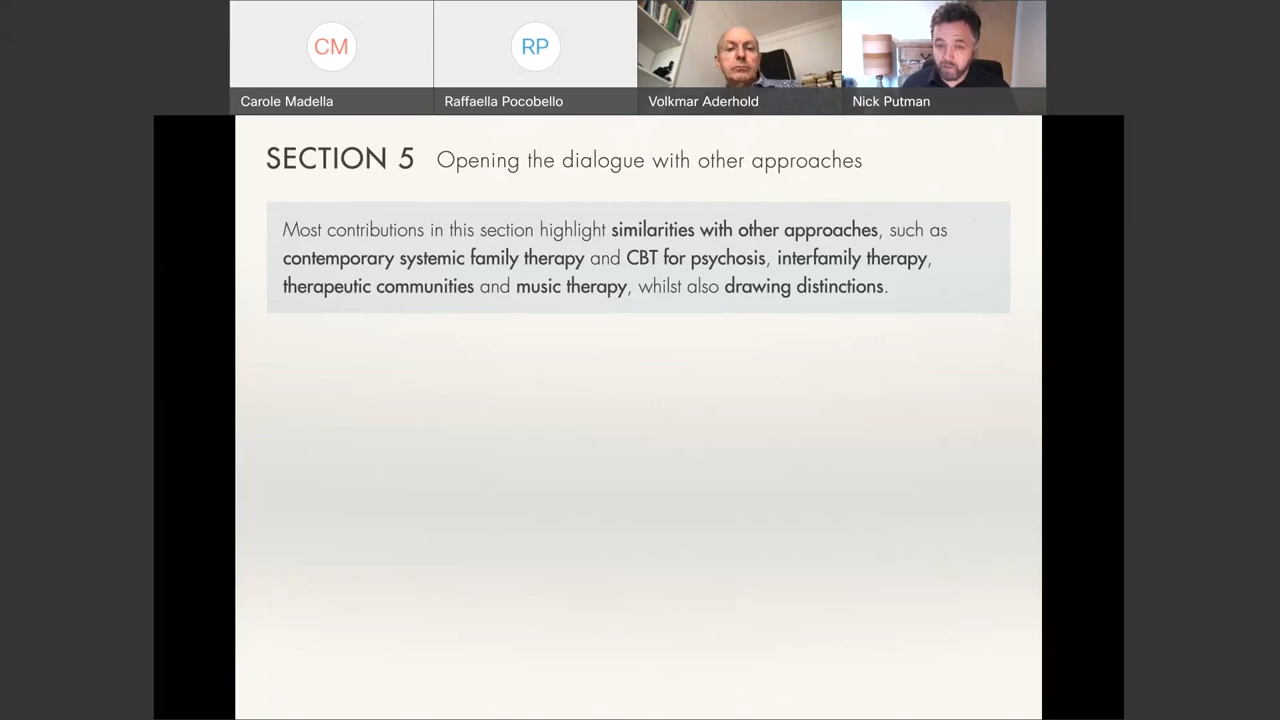 CM
RP
Carole Madella
Raffaella Pocobello
Volkmar Aderhold
Nick Putman
SECTION 5 Opening the dialogue with other approaches
Most contributions in this section highlight similarities with other approaches, such as
contemporary systemic family therapy and CBT for psychosis, interfamily therapy,
therapeutic communities and music therapy, whilst also drawing distinctions.